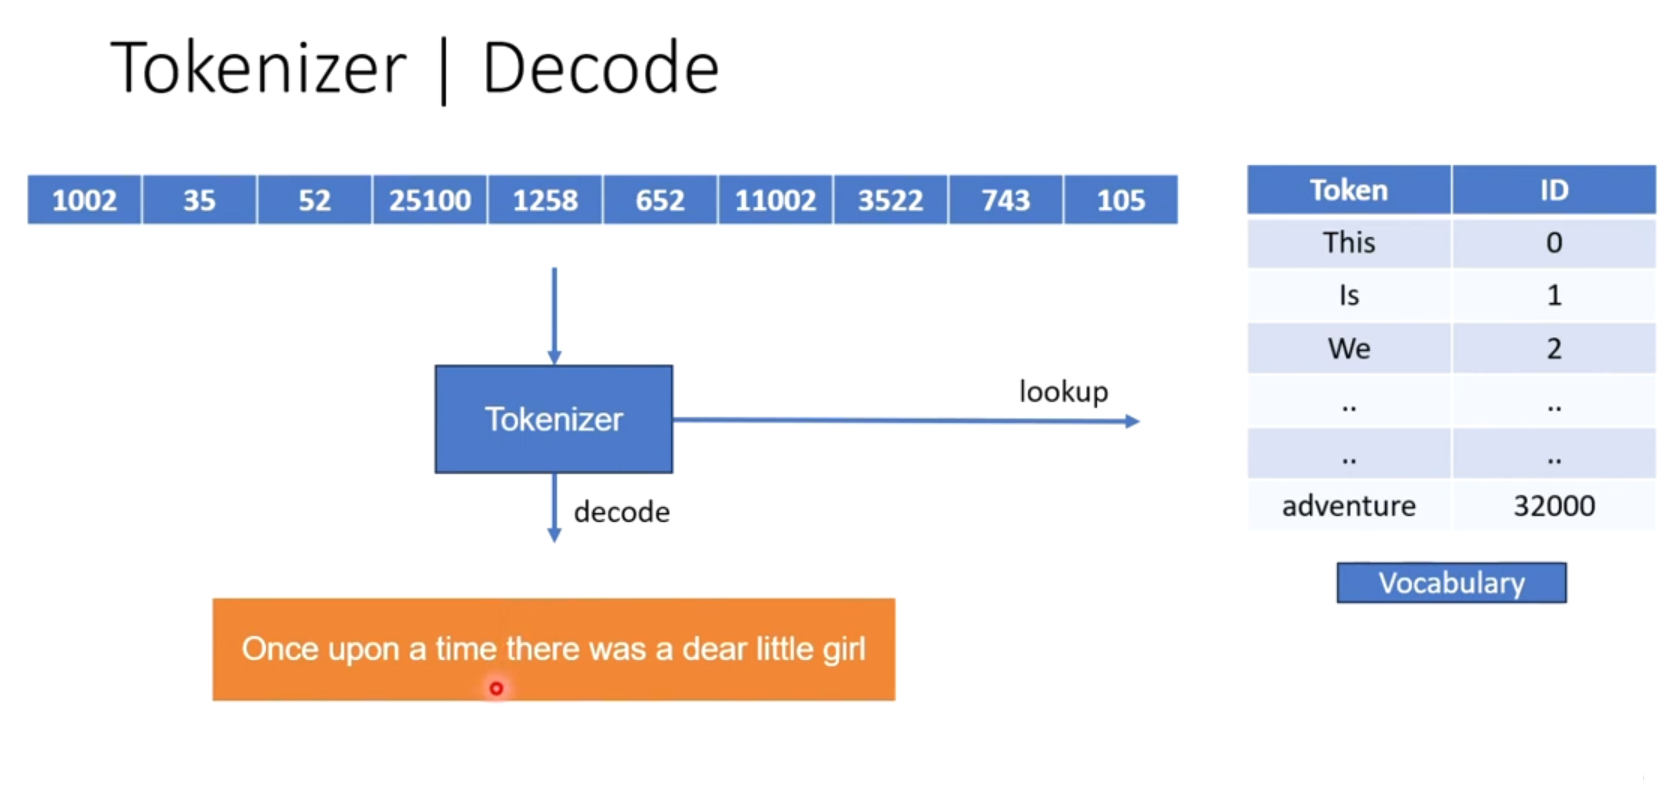 Tokenizer | Decode
1002 35 52 25100 1258 652 11002 3522 743 105
Tokenizer
lookup
decode
Once upon a time there was a dear little girl
Token ID
This 0
Is 1
We 2
.. ..
.. ..
adventure 32000
Vocabulary